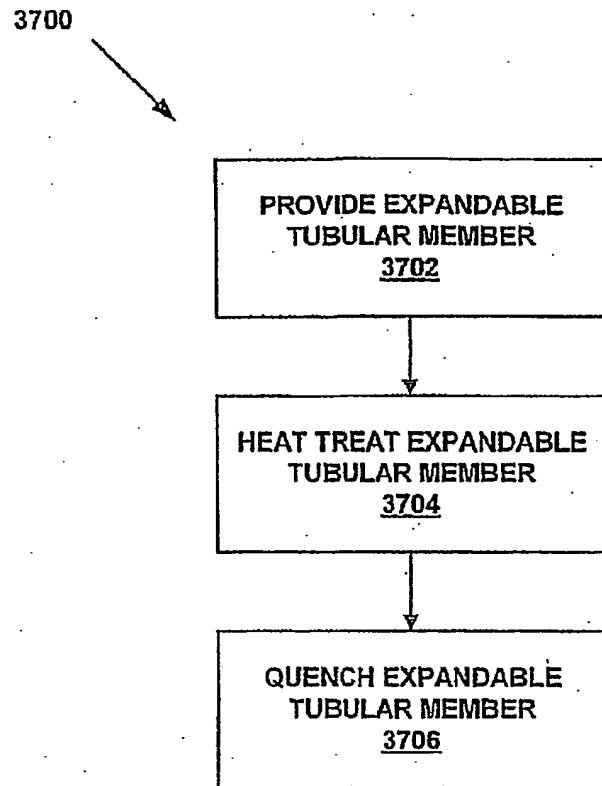 3700
PROVIDE EXPANDABLE
TUBULAR MEMBER
3702
HEAT TREAT EXPANDABLE
TUBULAR MEMBER
3704
QUENCH EXPANDABLE
TUBULAR MEMBER
3706